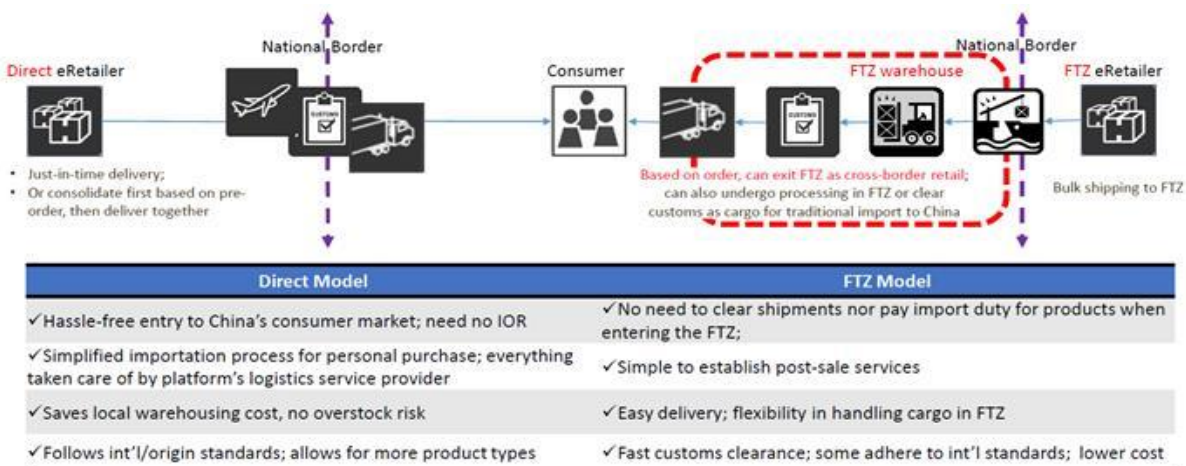 National Border
National Border
Direct eRetailer
Consumer
FTZ warehouse
FTZ eRetailer
CUSTOMS
CUSTOMS
• Just-in-time delivery;
• Or consolidate first based on pre-
order, then deliver together
Based on order, can exit FTZ as cross-border retail;
can also undergo processing in FTZ or clear
customs as cargo for traditional import to China
Bulk shipping to FTZ
Direct Model
FTZ Model
✓Hassle-free entry to China's consumer market; need no IOR
✓No need to clear shipments nor pay import duty for products when
entering the FTZ;
✓Simplified importation process for personal purchase; everything
taken care of by platform's logistics service provider
✓Simple to establish post-sale services
✓Saves local warehousing cost, no overstock risk
✓Easy delivery; flexibility in handling cargo in FTZ
✓Follows int'l/origin standards; allows for more product types
✓Fast customs clearance; some adhere to int'l standards; lower cost